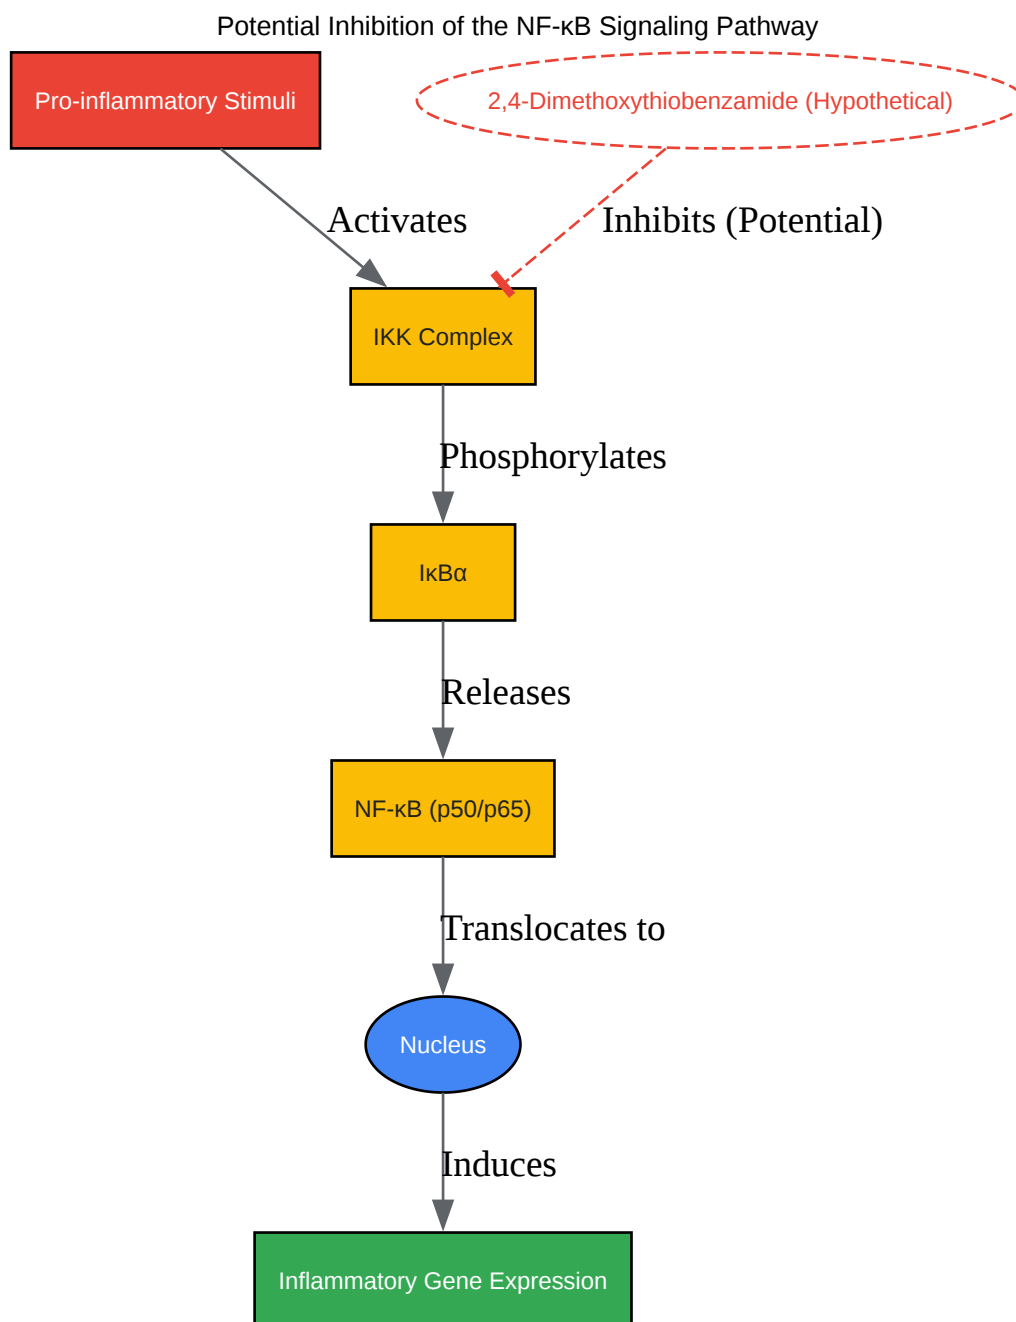 Potential Inhibition of the NF-κB Signaling Pathway
Pro-inflammatory Stimuli
2,4-Dimethoxythiobenzamide (Hypothetical)
Activates
Inhibits (Potential)
IKK Complex
Phosphorylates
IκBα
Releases
NF-κB (p50/p65)
Translocates to
Nucleus
Induces
Inflammatory Gene Expression